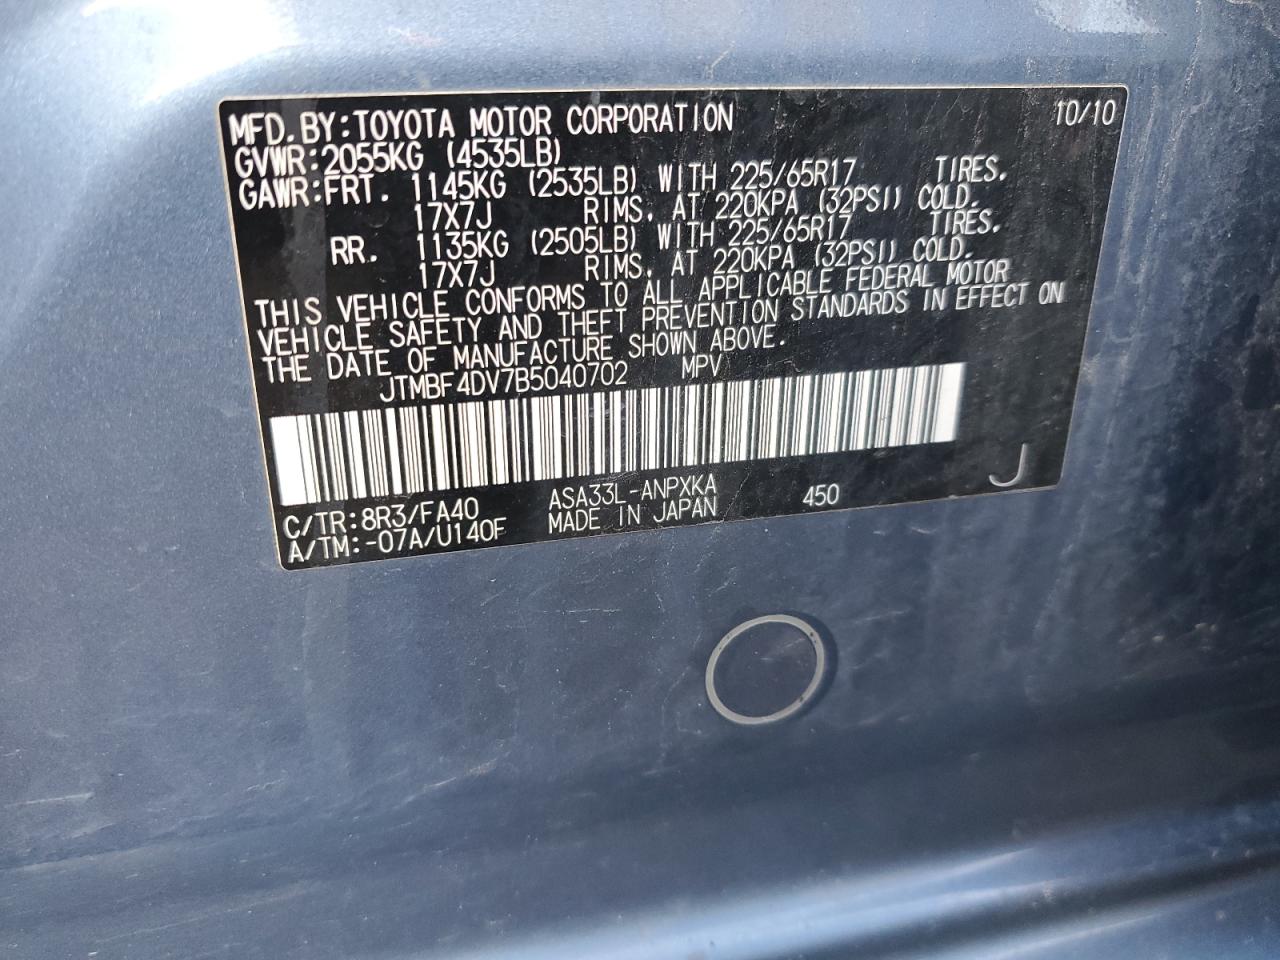 MFD. BY:TOYOTA MOTOR CORPORATION 10/10
GVWR:2055KG (4535LB)
GAWR:FRT. 1145KG (2535LB) WITH 225/65R17 TIRES.
17X7J RIMS, AT 220KPA (32PSI) COLD.
RR. 1135KG (2505LB) WITH 225/65R17 TIRES.
17X7J RIMS, AT 220KPA (32PSI) COLD.
THIS VEHICLE CONFORMS TO ALL APPLICABLE FEDERAL MOTOR
VEHICLE SAFETY AND THEFT PREVENTION STANDARDS IN EFFECT ON
THE DATE OF MANUFACTURE SHOWN ABOVE.
JTMBF4DV7B5040702 MPV
C/TR:8R3/FA40 ASA33L-ANPXKA 450 J
A/TM:-07A/U140F MADE IN JAPAN